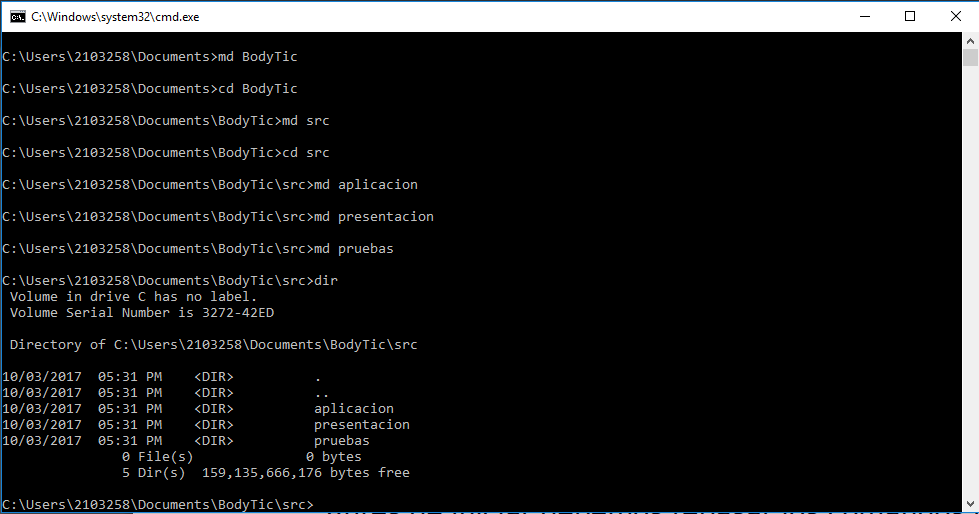 C:\Windows\system32\cmd.exe
C:\Users\2103258\Documents>md BodyTic
C:\Users\2103258\Documents>cd BodyTic
C:\Users\2103258\Documents\BodyTic>md src
C:\Users\2103258\Documents\BodyTic>cd src
C:\Users\2103258\Documents\BodyTic\src>md aplicacion
C:\Users\2103258\Documents\BodyTic\src>md presentacion
C:\Users\2103258\Documents\BodyTic\src>md pruebas
C:\Users\2103258\Documents\BodyTic\src>dir
 Volume in drive C has no label.
 Volume Serial Number is 3272-42ED
 Directory of C:\Users\2103258\Documents\BodyTic\src
10/03/2017  05:31 PM    <DIR>          .
10/03/2017  05:31 PM    <DIR>          ..
10/03/2017  05:31 PM    <DIR>          aplicacion
10/03/2017  05:31 PM    <DIR>          presentacion
10/03/2017  05:31 PM    <DIR>          pruebas
               0 File(s)              0 bytes
               5 Dir(s)  159,135,666,176 bytes free
C:\Users\2103258\Documents\BodyTic\src>